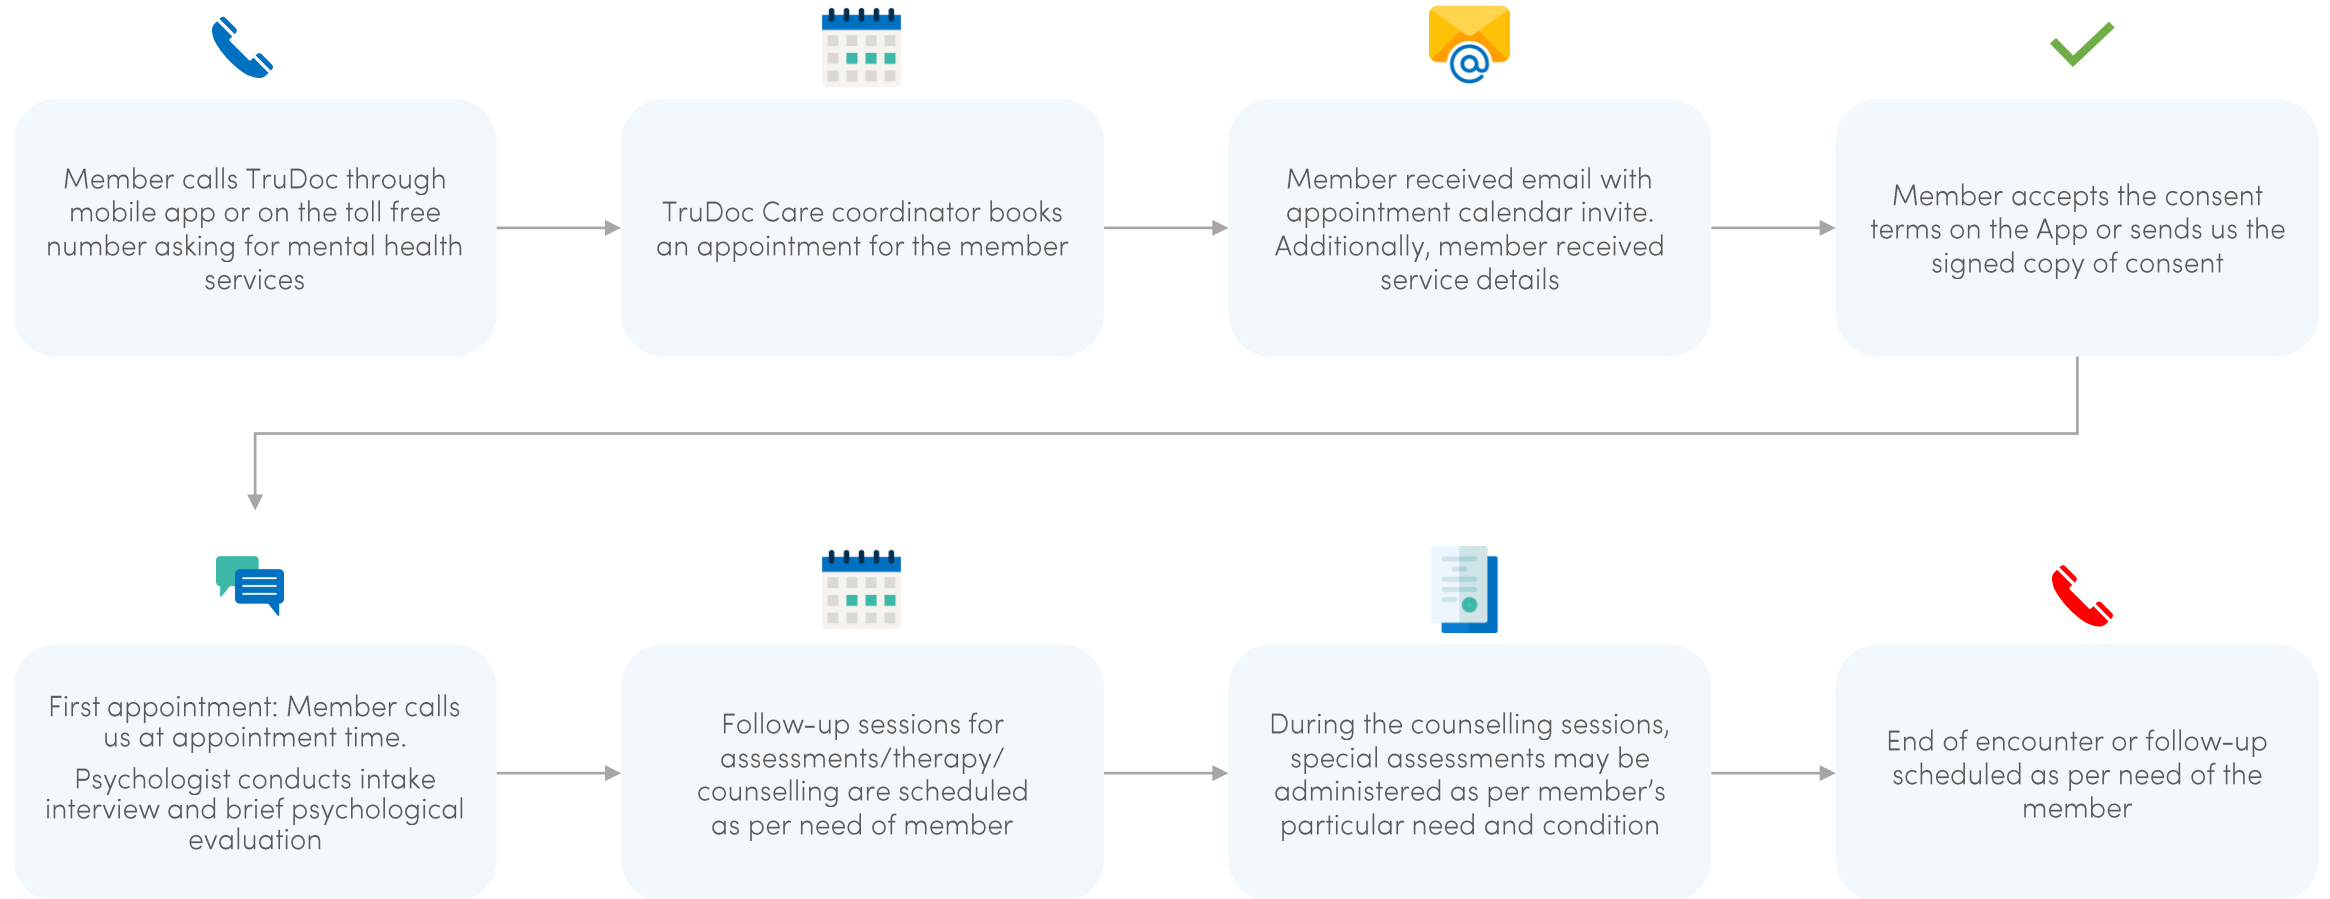 Member calls TruDoc through
mobile app or on the toll free
number asking for mental health
services
TruDoc Care coordinator books
an appointment for the member
Member received email with
appointment calendar invite.
Additionally, member received
service details
Member accepts the consent
terms on the App or sends us the
signed copy of consent
First appointment: Member calls
us at appointment time.
Psychologist conducts intake
interview and brief psychological
evaluation
Follow-up sessions for
assessments/therapy/
counselling are scheduled
as per need of member
During the counselling sessions,
special assessments may be
administered as per member’s
particular need and condition
End of encounter or follow-up
scheduled as per need of the
member